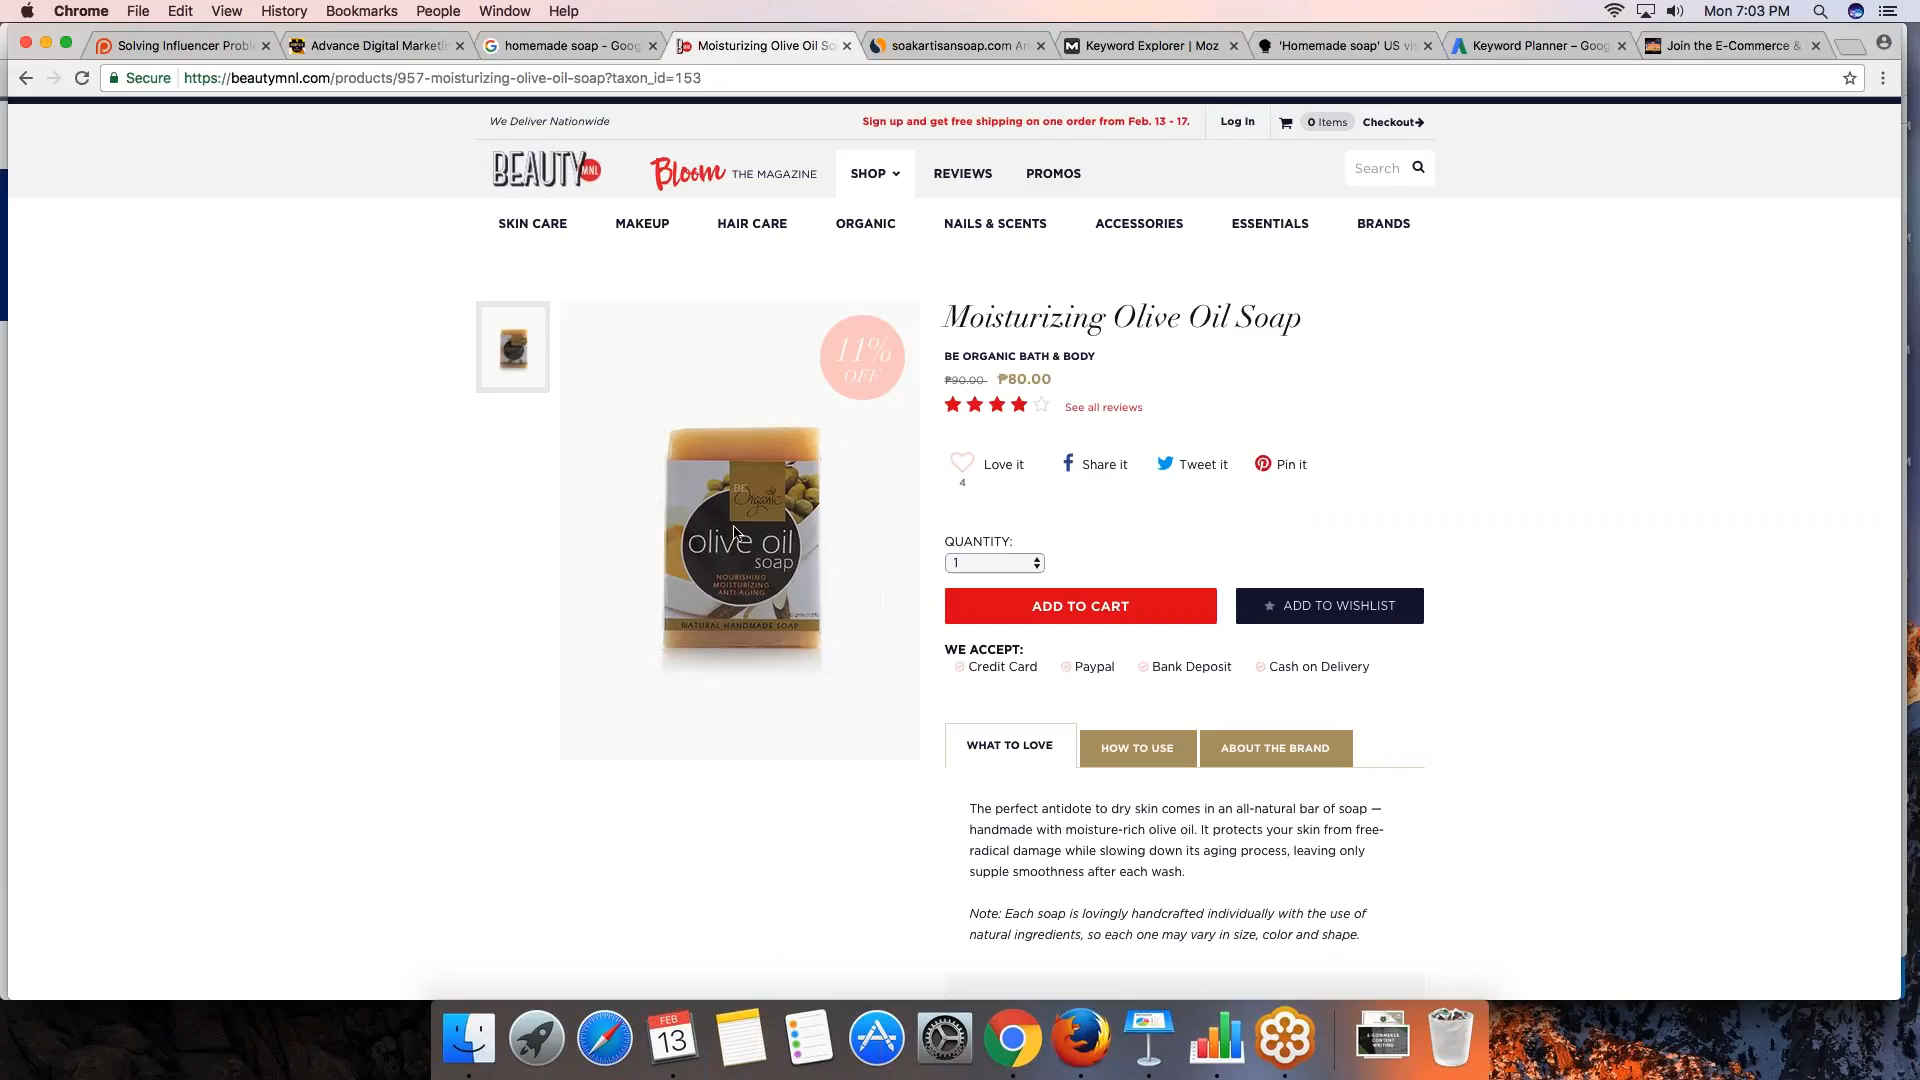 Chrome File Edit View History Bookmarks People Window Help Mon 7:03 PM
Solving Influencer Probl
Advance Digital Marketin
homemade soap - Goog
Moisturizing Olive Oil So
soakartisansoap.com An
Keyword Explorer | Moz
'Homemade soap' US vi
Keyword Planner – Goog
Join the E-Commerce &
Secure https://beautymnl.com/products/957-moisturizing-olive-oil-soap?taxon_id=153
We Deliver Nationwide
Sign up and get free shipping on one order from Feb. 13 - 17.
Log In
0 Items
Checkout
BEAUTY MNL
Bloom THE MAGAZINE
SHOP
REVIEWS
PROMOS
Search
SKIN CARE MAKEUP HAIR CARE ORGANIC NAILS & SCENTS ACCESSORIES ESSENTIALS BRANDS
11%
OFF
BE
Organic
olive oil
soap
NOURISHING
MOISTURIZING
ANTI-AGING
NATURAL HANDMADE SOAP
Moisturizing Olive Oil Soap
BE ORGANIC BATH & BODY
₱90.00 ₱80.00
See all reviews
Love it
4
Share it
Tweet it
Pin it
QUANTITY:
1
ADD TO CART
ADD TO WISHLIST
WE ACCEPT:
Credit Card Paypal Bank Deposit Cash on Delivery
WHAT TO LOVE
HOW TO USE
ABOUT THE BRAND
The perfect antidote to dry skin comes in an all-natural bar of soap —
handmade with moisture-rich olive oil. It protects your skin from free-
radical damage while slowing down its aging process, leaving only
supple smoothness after each wash.
Note: Each soap is lovingly handcrafted individually with the use of
natural ingredients, so each one may vary in size, color and shape.
FEB
13
E-COMMERCE
CONTENT
WRITING